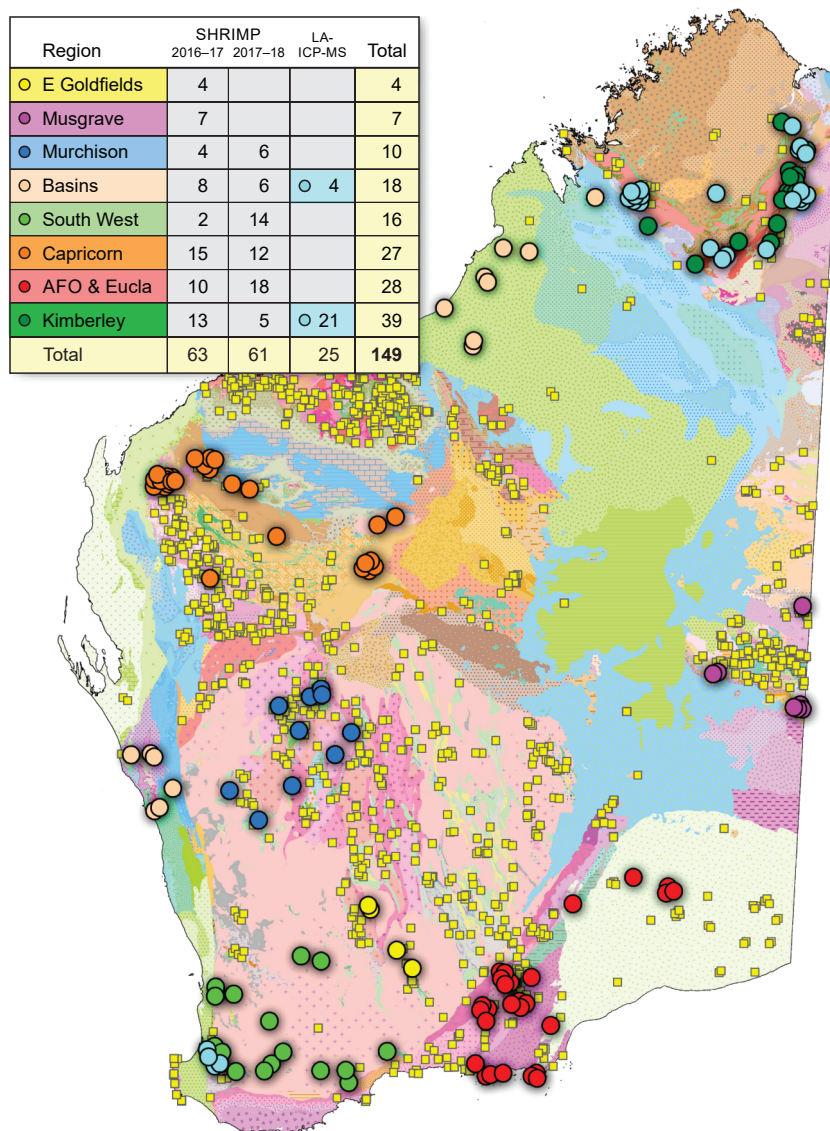 SHRIMP LA-
Region 2016–17 2017–18 ICP-MS Total
E Goldfields 4 4
Musgrave 7 7
Murchison 4 6 10
Basins 8 6 4 18
South West 2 14 16
Capricorn 15 12 27
AFO & Eucla 10 18 28
Kimberley 13 5 21 39
Total 63 61 25 149